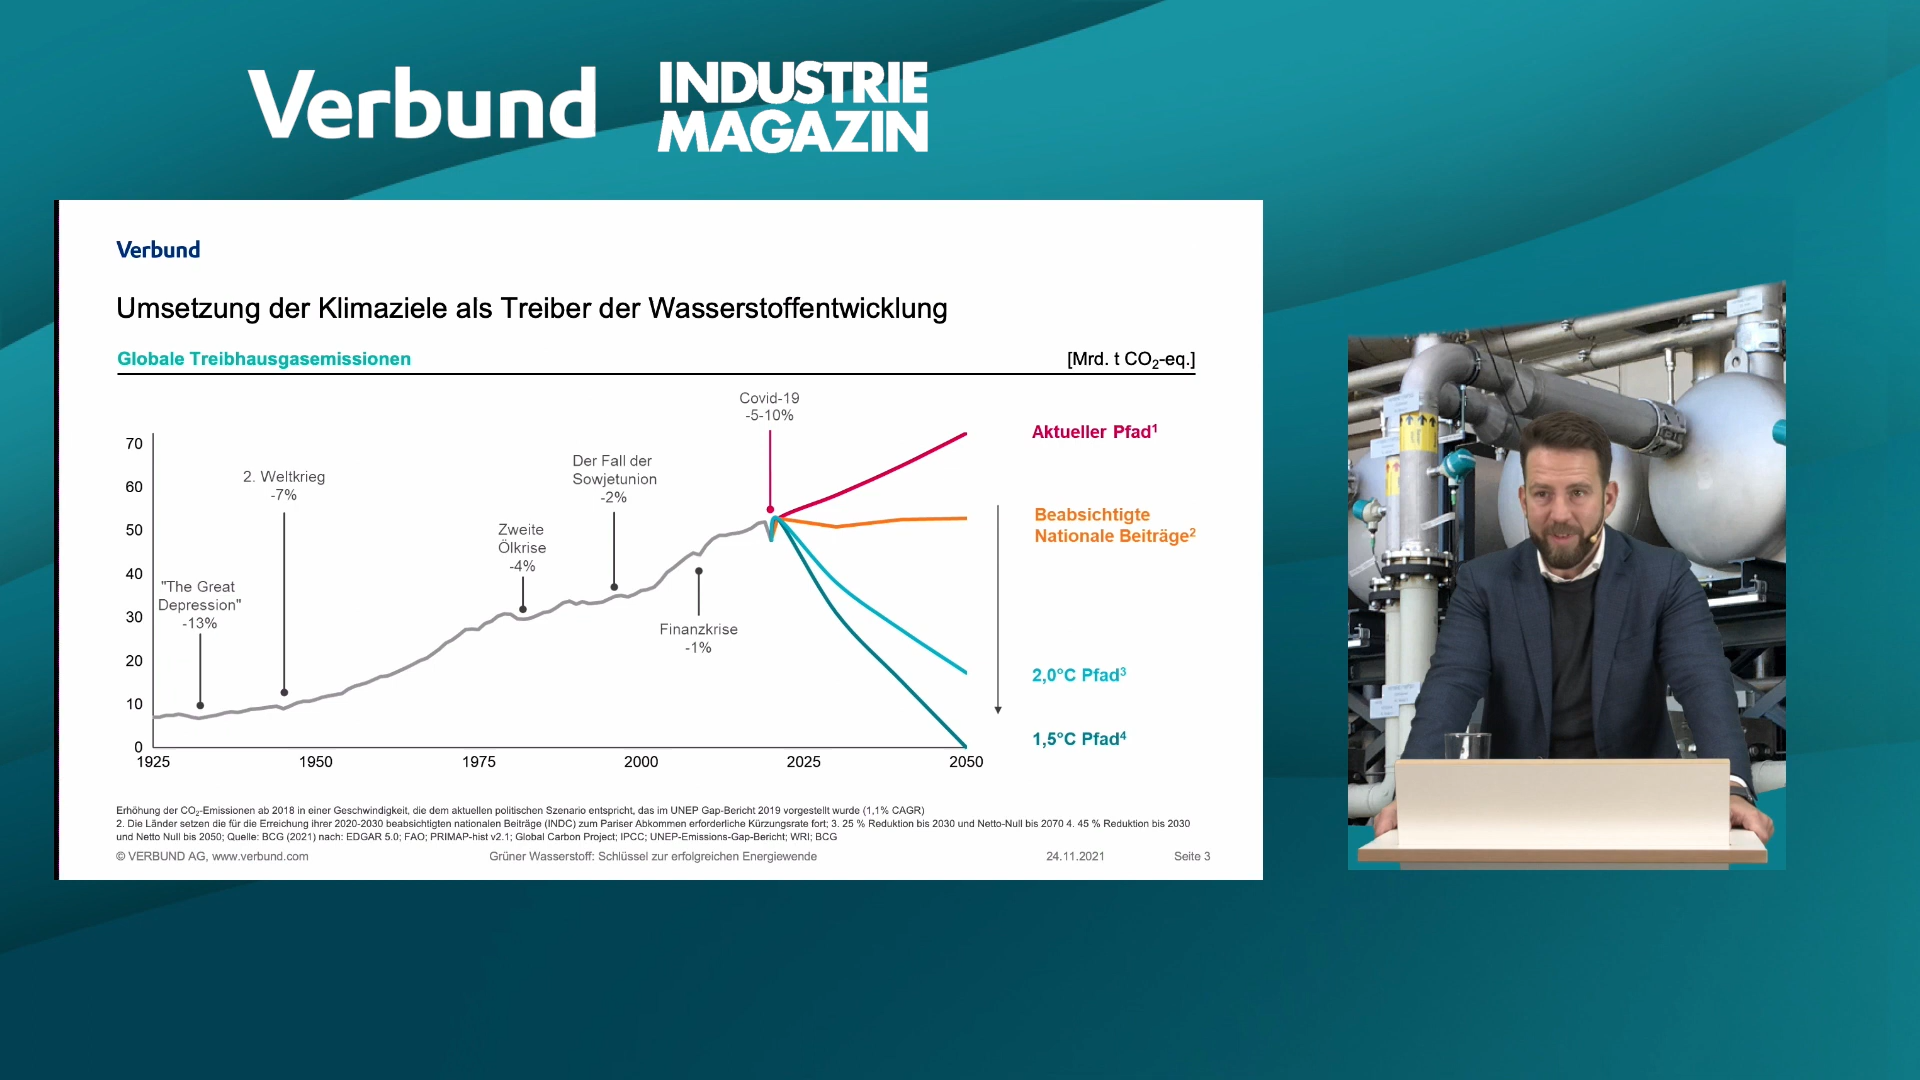 Verbund
INDUSTRIE
MAGAZIN
Verbund
Umsetzung der Klimaziele als Treiber der Wasserstoffentwicklung
Globale Treibhausgasemissionen
[Mrd. t CO₂-eq.]
Covid-19
-5-10%
70
60
50
40
30
20
10
0
2. Weltkrieg
-7%
Der Fall der
Sowjetunion
-2%
Zweite
Ölkrise
-4%
"The Great
Depression"
-13%
Finanzkrise
-1%
Aktueller Pfad¹
Beabsichtigte
Nationale Beiträge²
2,0°C Pfad³
1,5°C Pfad⁴
1925
1950
1975
2000
2025
2050
Erhöhung der CO₂-Emissionen ab 2018 in einer Geschwindigkeit, die dem aktuellen politischen Szenario entspricht, das im UNEP Gap-Bericht 2019 vorgestellt wurde (1,1% CAGR)
2. Die Länder setzen die für die Erreichung ihrer 2020-2030 beabsichtigten nationalen Beiträge (INDC) zum Pariser Abkommen erforderliche Kürzungsrate fort; 3. 25 % Reduktion bis 2030 und Netto-Null bis 2070 4. 45 % Reduktion bis 2030
und Netto Null bis 2050; Quelle: BCG (2021) nach: EDGAR 5.0; FAO; PRIMAP-hist v2.1; Global Carbon Project; IPCC; UNEP-Emissions-Gap-Bericht; WRI; BCG
© VERBUND AG, www.verbund.com
Grüner Wasserstoff: Schlüssel zur erfolgreichen Energiewende
24.11.2021
Seite 3